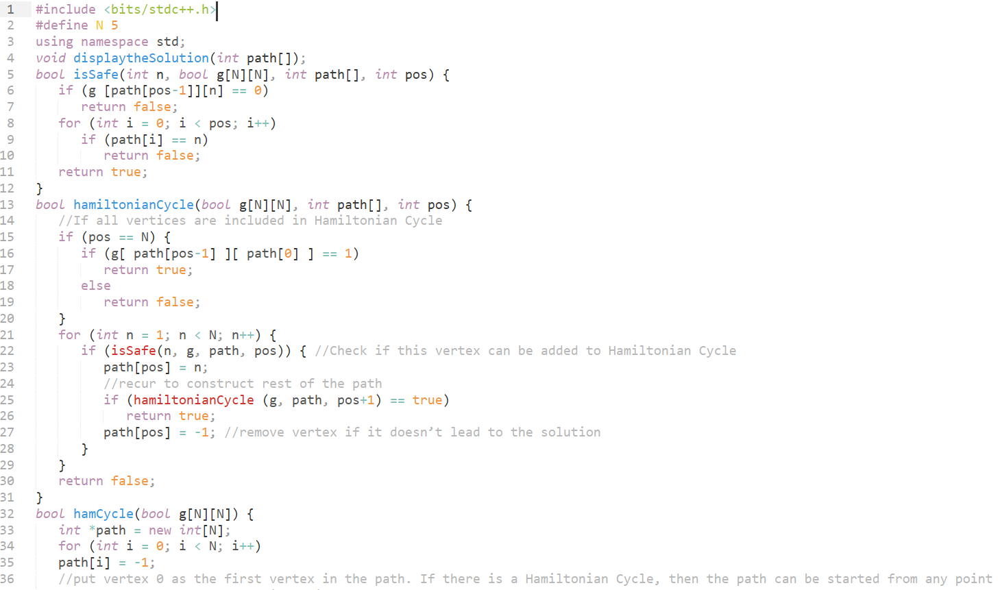 1 #include <bits/stdc++.h>
2 #define N 5
3 using namespace std;
4 void displaytheSolution(int path[]);
5 bool isSafe(int n, bool g[N][N], int path[], int pos) {
6    if (g [path[pos-1]][n] == 0)
7       return false;
8    for (int i = 0; i < pos; i++)
9       if (path[i] == n)
10          return false;
11    return true;
12 }
13 bool hamiltonianCycle(bool g[N][N], int path[], int pos) {
14    //If all vertices are included in Hamiltonian Cycle
15    if (pos == N) {
16       if (g[ path[pos-1] ][ path[0] ] == 1)
17          return true;
18       else
19          return false;
20    }
21    for (int n = 1; n < N; n++) {
22       if (isSafe(n, g, path, pos)) { //Check if this vertex can be added to Hamiltonian Cycle
23          path[pos] = n;
24          //recur to construct rest of the path
25          if (hamiltonianCycle (g, path, pos+1) == true)
26             return true;
27          path[pos] = -1; //remove vertex if it doesn’t lead to the solution
28       }
29    }
30    return false;
31 }
32 bool hamCycle(bool g[N][N]) {
33    int *path = new int[N];
34    for (int i = 0; i < N; i++)
35    path[i] = -1;
36    //put vertex 0 as the first vertex in the path. If there is a Hamiltonian Cycle, then the path can be started from any point